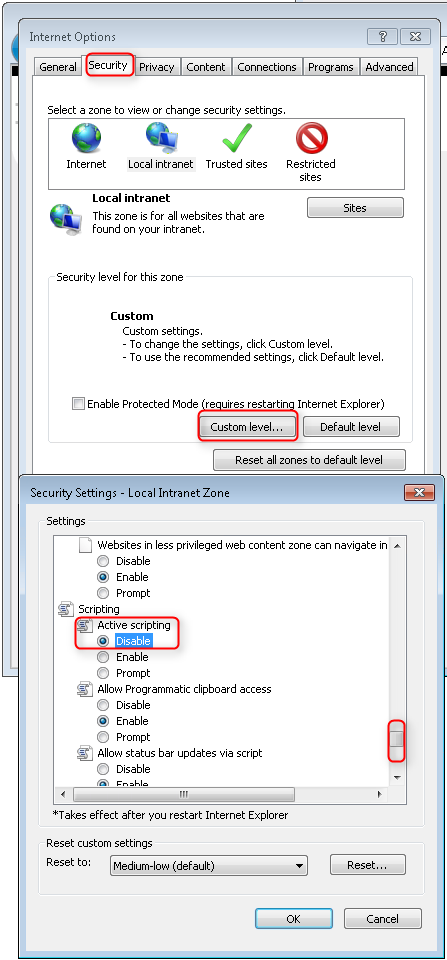 Internet Options
General
Security
Privacy
Content
Connections
Programs
Advanced
Select a zone to view or change security settings.
Internet
Local intranet
Trusted sites
Restricted
sites
Local intranet
This zone is for all websites that are
found on your intranet.
Sites
Security level for this zone
Custom
Custom settings.
- To change the settings, click Custom level.
- To use the recommended settings, click Default level.
Enable Protected Mode (requires restarting Internet Explorer)
Custom level...
Default level
Reset all zones to default level
Security Settings - Local Intranet Zone
Settings
Websites in less privileged web content zone can navigate in
Disable
Enable
Prompt
Scripting
Active scripting
Disable
Enable
Prompt
Allow Programmatic clipboard access
Disable
Enable
Prompt
Allow status bar updates via script
Disable
Enable
*Takes effect after you restart Internet Explorer
Reset custom settings
Reset to:
Medium-low (default)
Reset...
OK
Cancel